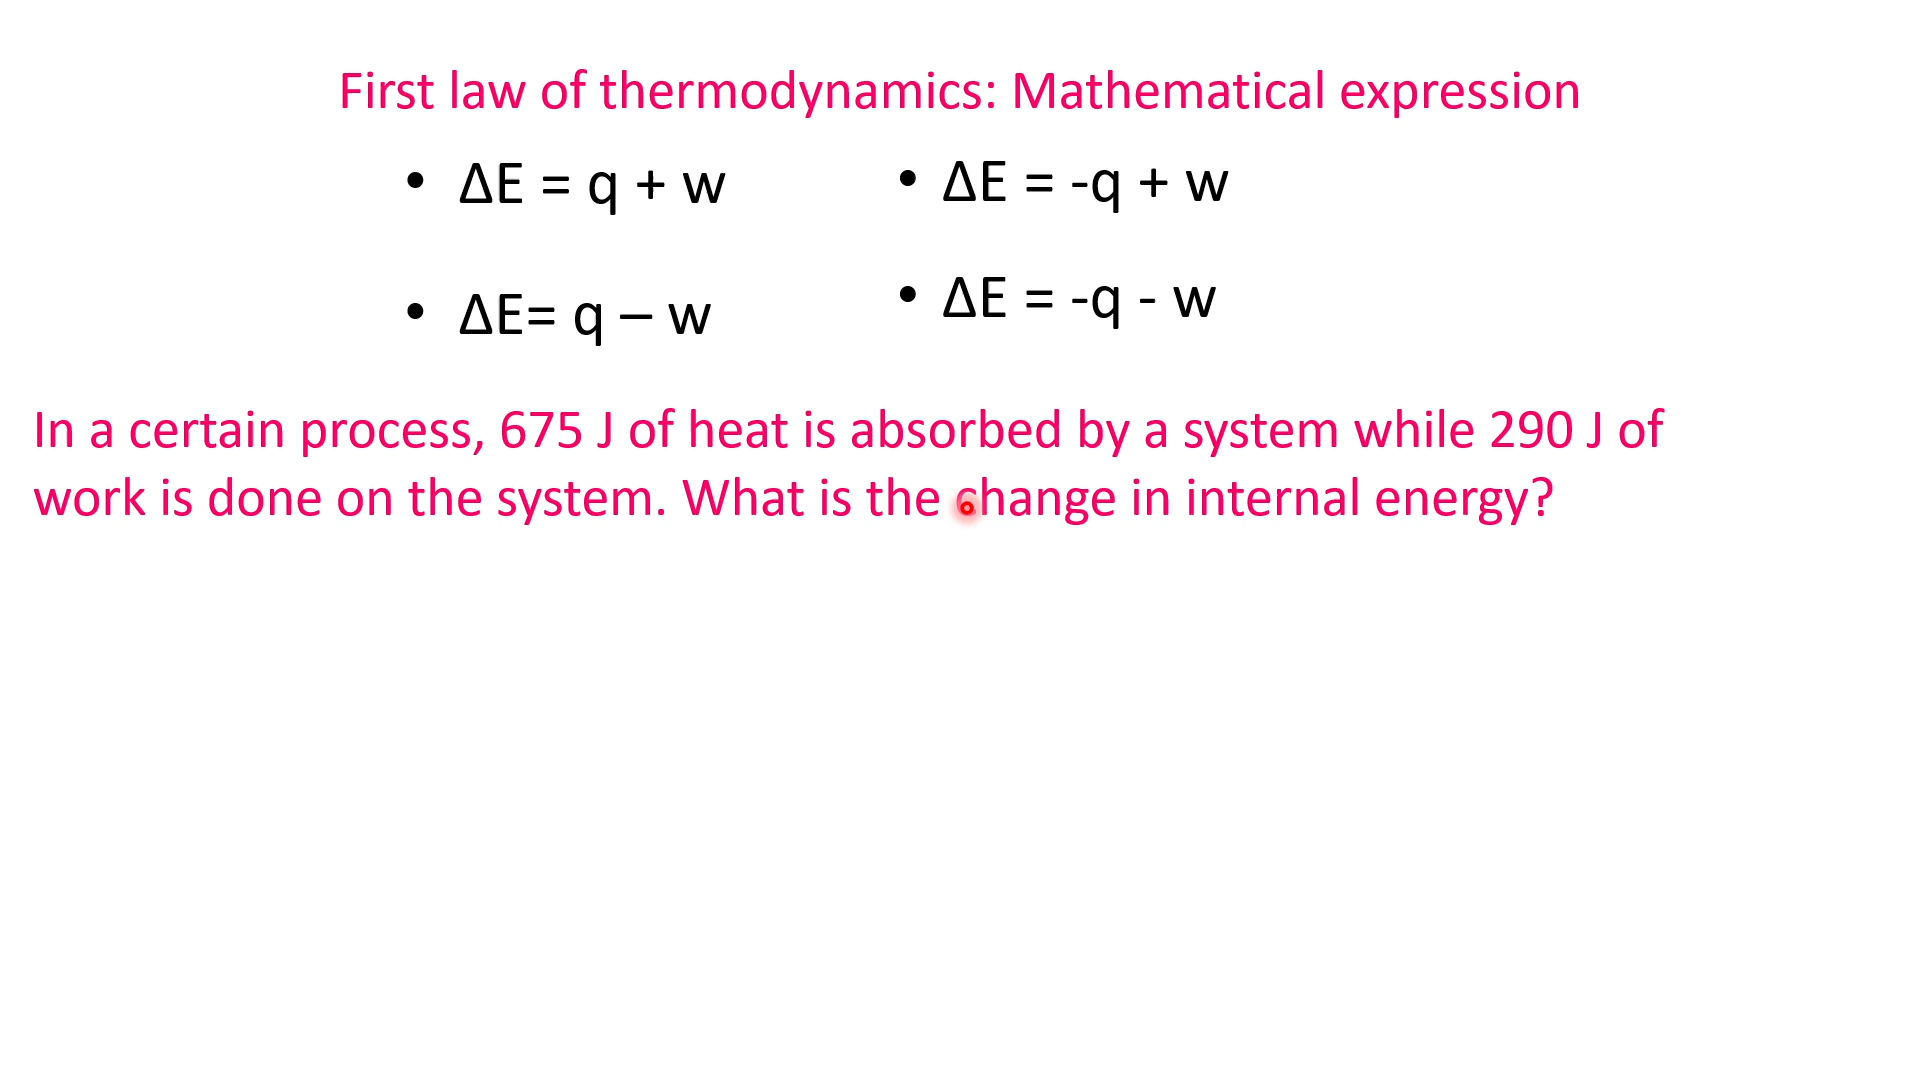 First law of thermodynamics: Mathematical expression
• ΔE = q + w
• ΔE = -q + w
• ΔE= q – w
• ΔE = -q - w
In a certain process, 675 J of heat is absorbed by a system while 290 J of
work is done on the system. What is the change in internal energy?